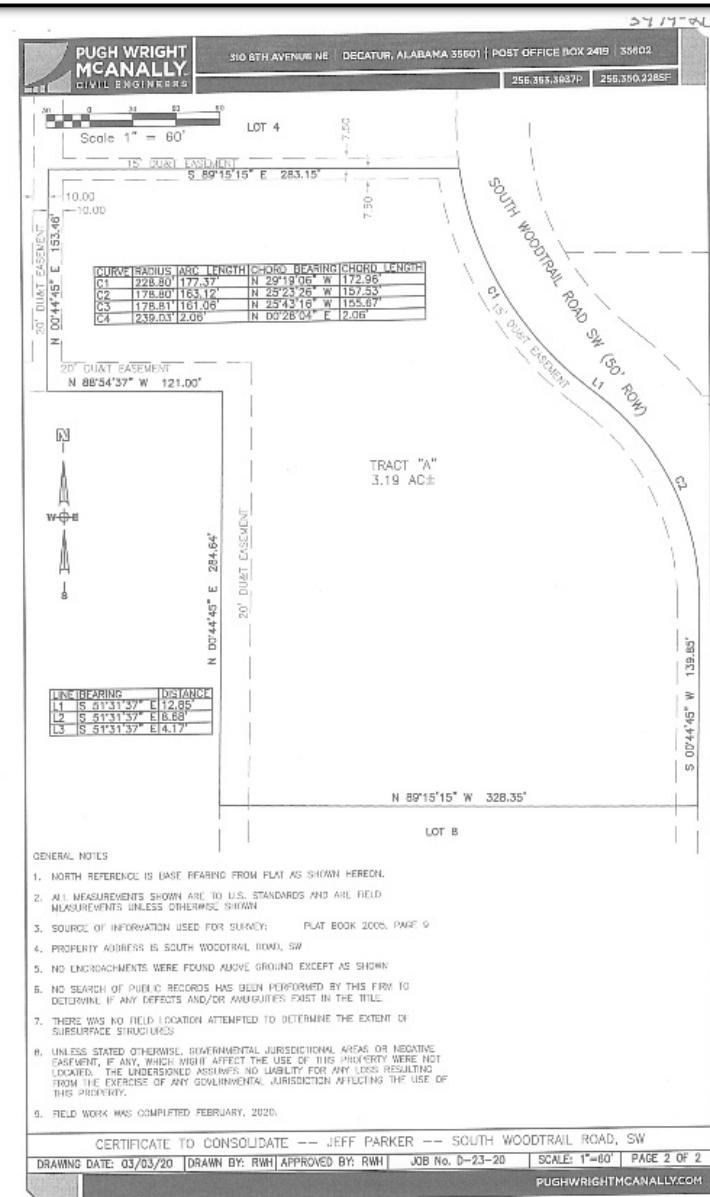 PUGH WRIGHT
MCANALLY
CIVIL ENGINEERS
310 8TH AVENUE NE | DECATUR, ALABAMA 35601 | POST OFFICE BOX 2419 | 35602
256.353.3937P | 256.350.2285F
Scale 1" = 60'
LOT 4
7.50
15' DU&T EASEMENT
S 89°15'15" E 283.15'
7.50
10.00
10.00
20' DU&T EASEMENT
N 00°44'45" E 153.46'
SOUTH WOODTRAIL ROAD SW (50' ROW)
CURVE RADIUS ARC LENGTH CHORD BEARING CHORD LENGTH
C1 228.80' 177.37' N 29°19'06" W 172.96'
C2 178.80' 163.12' N 25°23'26" W 157.53'
C3 178.81' 161.06' N 25°43'16" W 155.67'
C4 239.03' 2.06' N 00°28'04" E 2.06'
C1
15' DU&T EASEMENT
L1
C2
20' DU&T EASEMENT
N 88°54'37" W 121.00'
N
W E
S
TRACT "A"
3.19 AC±
N 00°44'45" E 284.64'
20' DU&T EASEMENT
S 00°44'45" W 139.85'
LINE BEARING DISTANCE
L1 S 51°31'37" E 12.85'
L2 S 51°31'37" E 8.68'
L3 S 51°31'37" E 4.17'
N 89°15'15" W 328.35'
LOT 8
GENERAL NOTES
1. NORTH REFERENCE IS BASE BEARING FROM PLAT AS SHOWN HEREON.
2. ALL MEASUREMENTS SHOWN ARE TO U.S. STANDARDS AND ARE FIELD
MEASUREMENTS UNLESS OTHERWISE SHOWN
3. SOURCE OF INFORMATION USED FOR SURVEY: PLAT BOOK 2005, PAGE 9
4. PROPERTY ADDRESS IS SOUTH WOODTRAIL ROAD, SW
5. NO ENCROACHMENTS WERE FOUND ABOVE GROUND EXCEPT AS SHOWN
6. NO SEARCH OF PUBLIC RECORDS HAS BEEN PERFORMED BY THIS FIRM TO
DETERMINE IF ANY DEFECTS AND/OR AMBIGUITIES EXIST IN THE TITLE.
7. THERE WAS NO FIELD LOCATION ATTEMPTED TO DETERMINE THE EXTENT OF
SUBSURFACE STRUCTURES
8. UNLESS STATED OTHERWISE, GOVERNMENTAL JURISDICTIONAL AREAS OR NEGATIVE
EASEMENT, IF ANY, WHICH MIGHT AFFECT THE USE OF THIS PROPERTY WERE NOT
LOCATED. THE UNDERSIGNED ASSUMES NO LIABILITY FOR ANY LOSS RESULTING
FROM THE EXERCISE OF ANY GOVERNMENTAL JURISDICTION AFFECTING THE USE OF
THIS PROPERTY.
9. FIELD WORK WAS COMPLETED FEBRUARY, 2020.
CERTIFICATE TO CONSOLIDATE -- JEFF PARKER -- SOUTH WOODTRAIL ROAD, SW
DRAWING DATE: 03/03/20 DRAWN BY: RWH APPROVED BY: RWH JOB No. D-23-20 SCALE: 1"=60' PAGE 2 OF 2
PUGHWRIGHTMCANALLY.COM